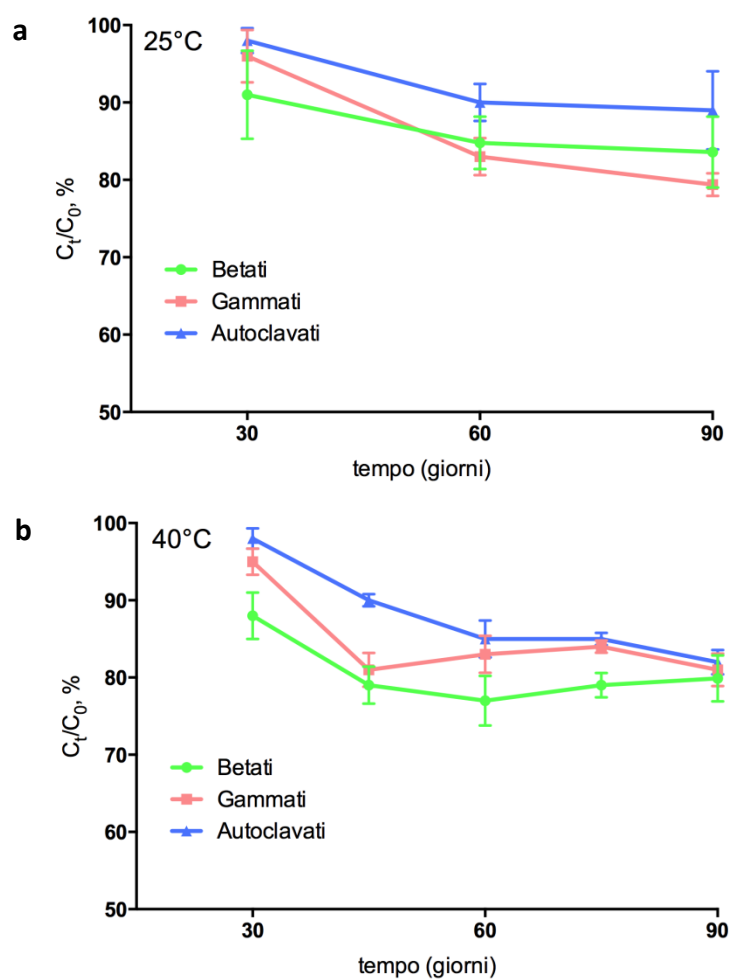 a
25°C
100
90
80
70
60
50
Cₜ/C₀, %
Betati
Gammati
Autoclavati
30
60
90
tempo (giorni)
b
40°C
100
90
80
70
60
50
Cₜ/C₀, %
Betati
Gammati
Autoclavati
30
60
90
tempo (giorni)